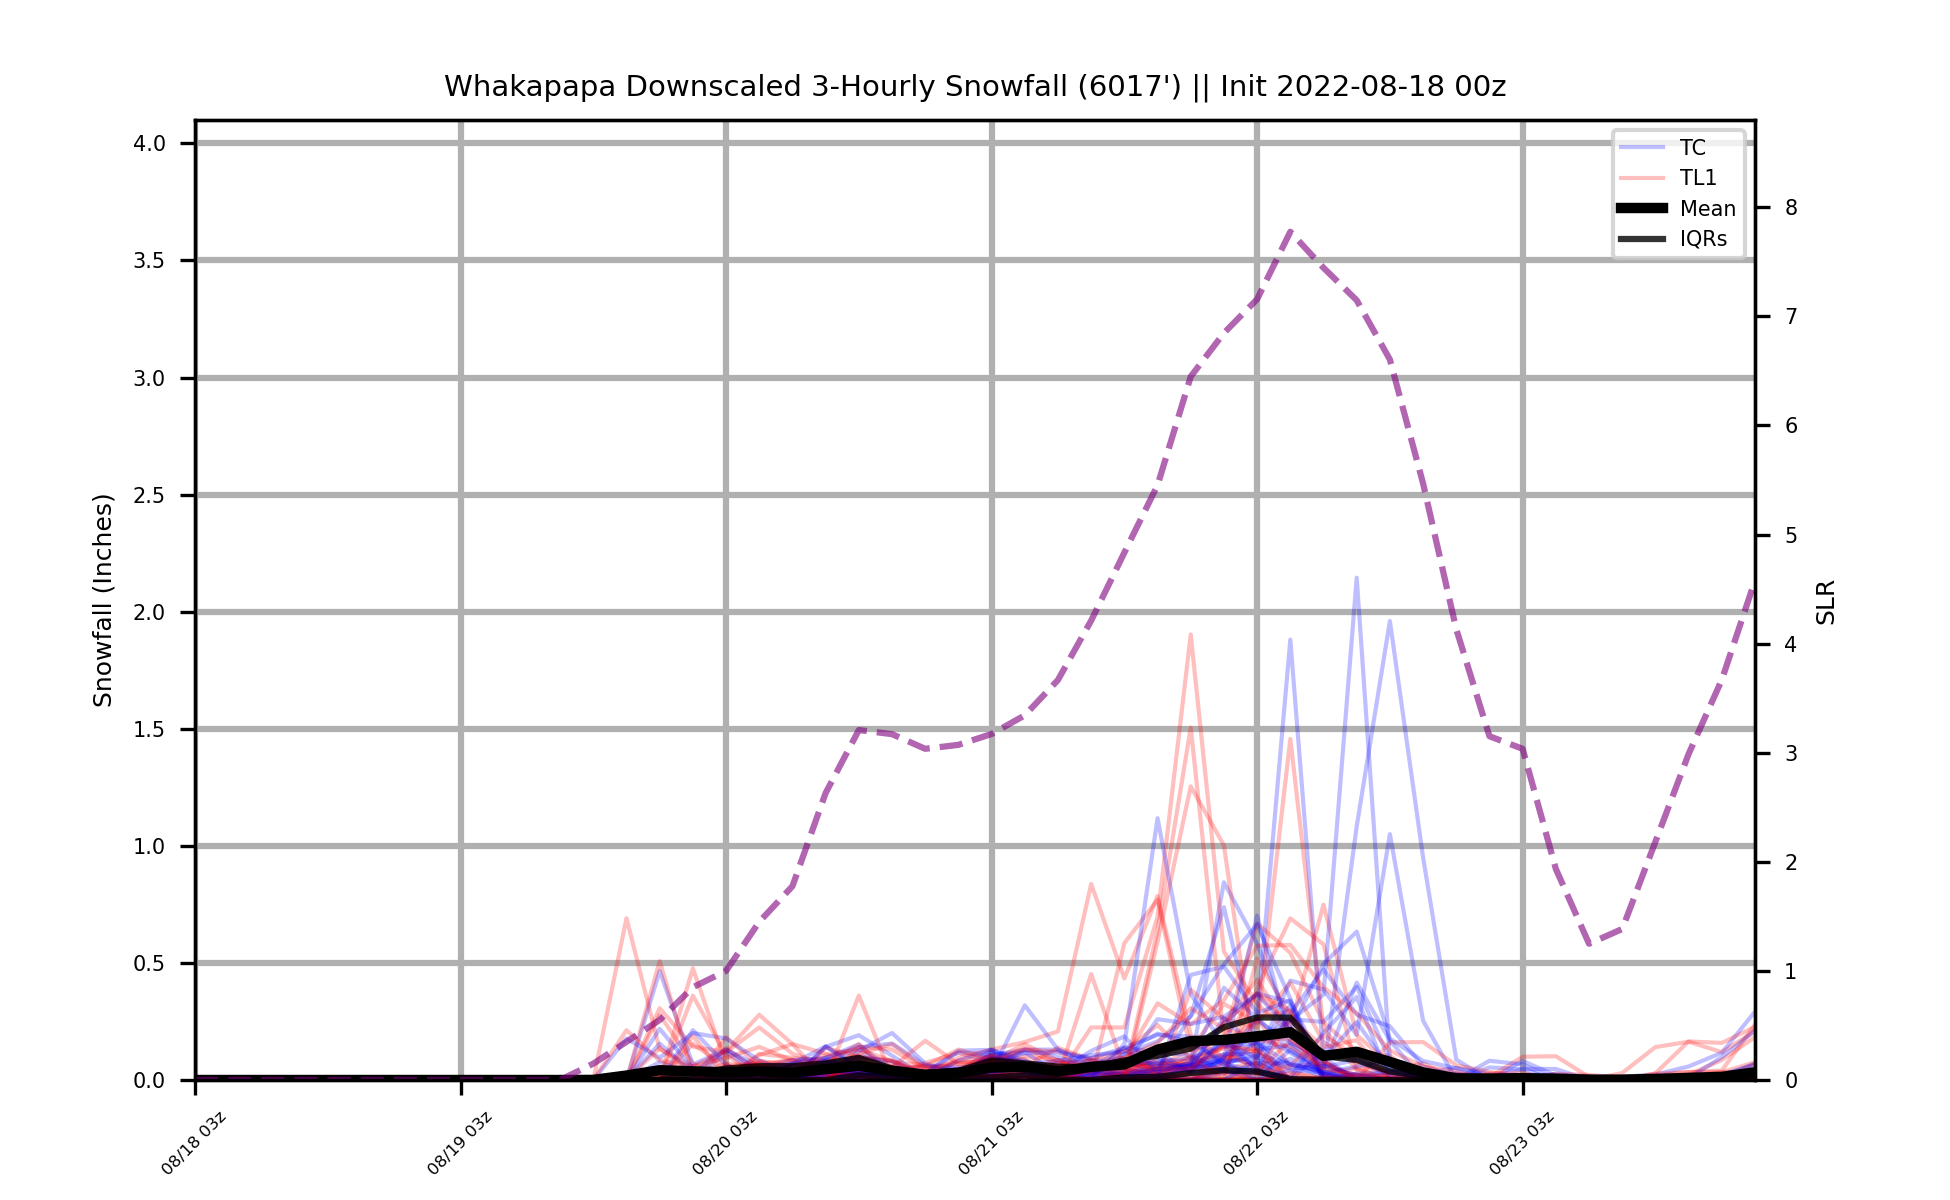 Whakapapa Downscaled 3-Hourly Snowfall (6017') || Init 2022-08-18 00z
4.0
3.5
3.0
2.5
2.0
1.5
1.0
0.5
0.0
Snowfall (Inches)
TC
TL1
Mean
IQRs
8
7
6
5
4
3
2
1
0
SLR
08/18 03z
08/19 03z
08/20 03z
08/21 03z
08/22 03z
08/23 03z